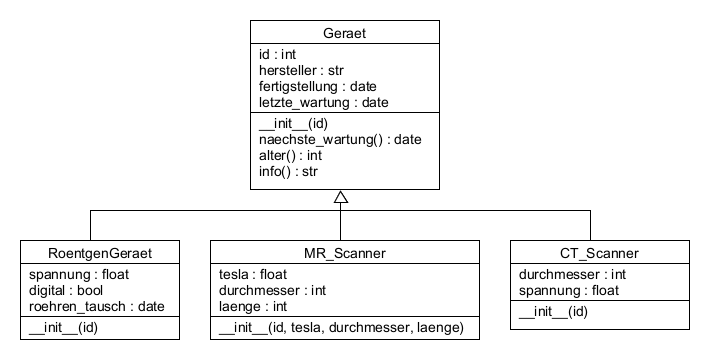 Geraet
id : int
hersteller : str
fertigstellung : date
letzte_wartung : date
__init__(id)
naechste_wartung() : date
alter() : int
info() : str
RoentgenGeraet
spannung : float
digital : bool
roehren_tausch : date
__init__(id)
MR_Scanner
tesla : float
durchmesser : int
laenge : int
__init__(id, tesla, durchmesser, laenge)
CT_Scanner
durchmesser : int
spannung : float
__init__(id)